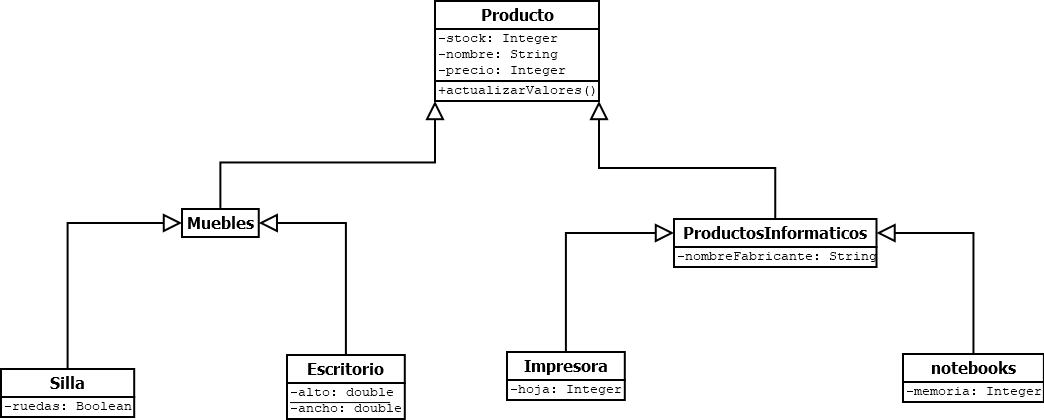 Producto
-stock: Integer
-nombre: String
-precio: Integer
+actualizarValores()
Muebles
ProductosInformaticos
-nombreFabricante: String
Silla
-ruedas: Boolean
Escritorio
-alto: double
-ancho: double
Impresora
-hoja: Integer
notebooks
-memoria: Integer